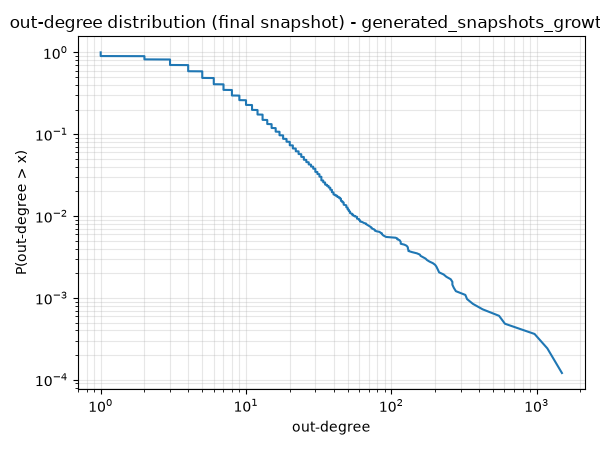 out-degree distribution (final snapshot) - generated_snapshots_growt
10⁰
10⁻¹
10⁻²
10⁻³
10⁻⁴
P(out-degree > x)
10⁰ 10¹ 10² 10³
out-degree